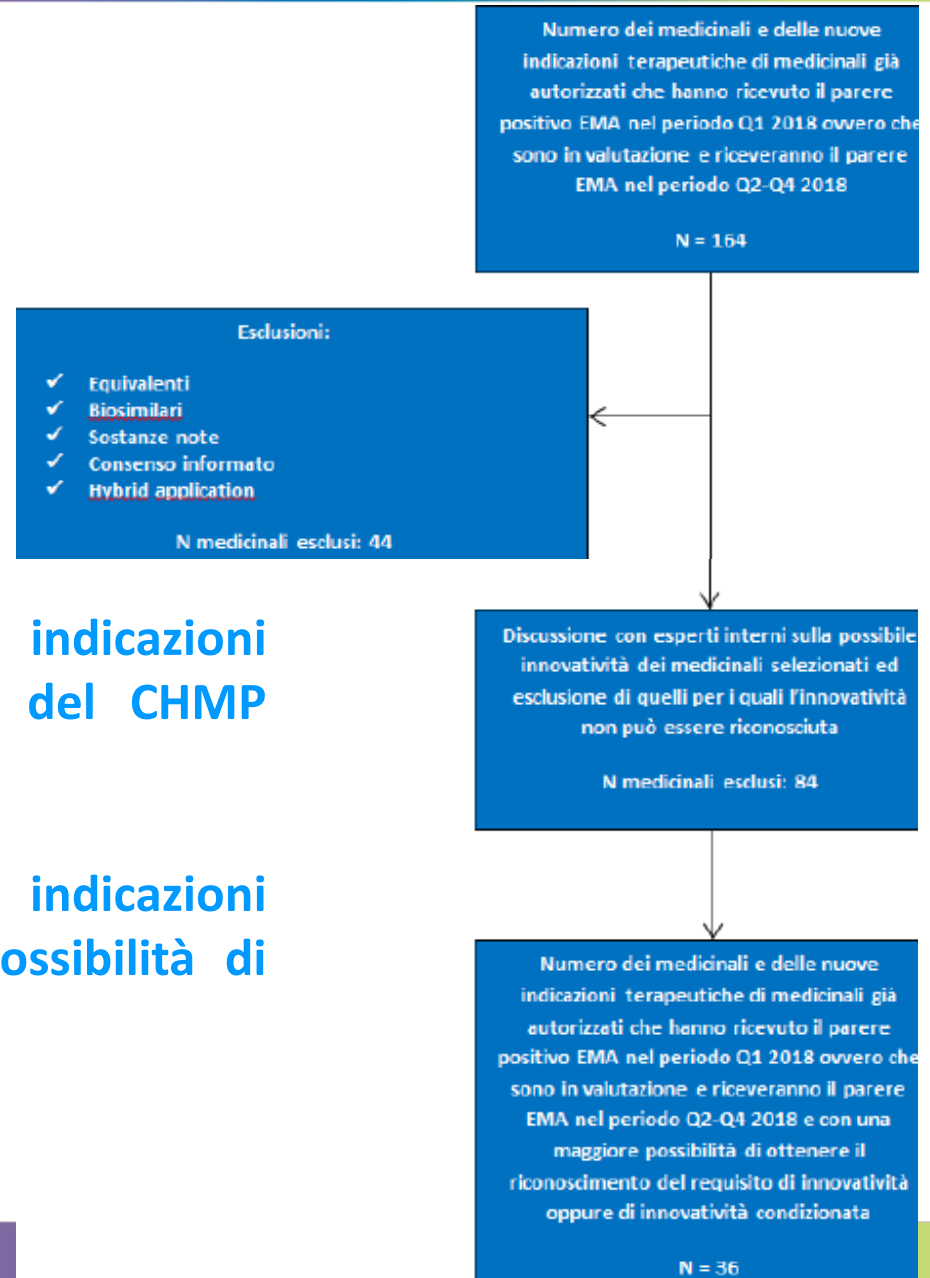 Numero dei medicinali e delle nuove
indicazioni terapeutiche di medicinali già
autorizzati che hanno ricevuto il parere
positivo EMA nel periodo Q1 2018 ovvero che
sono in valutazione e riceveranno il parere
EMA nel periodo Q2-Q4 2018
N = 164
Esclusioni:
✓ Equivalenti
✓ Biosimilari
✓ Sostanze note
✓ Consenso informato
✓ Hybrid application
N medicinali esclusi: 44
indicazioni
del CHMP
Discussione con esperti interni sulla possibile
innovatività dei medicinali selezionati ed
esclusione di quelli per i quali l'innovatività
non può essere riconosciuta
N medicinali esclusi: 84
indicazioni
ossibilità di
Numero dei medicinali e delle nuove
indicazioni terapeutiche di medicinali già
autorizzati che hanno ricevuto il parere
positivo EMA nel periodo Q1 2018 ovvero che
sono in valutazione e riceveranno il parere
EMA nel periodo Q2-Q4 2018 e con una
maggiore possibilità di ottenere il
riconoscimento del requisito di innovatività
oppure di innovatività condizionata
N = 36